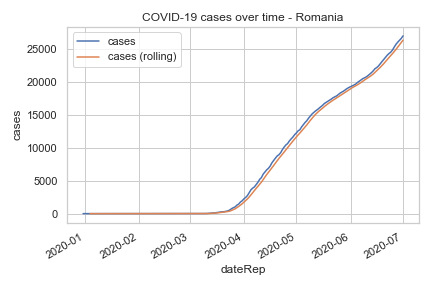 COVID-19 cases over time - Romania
cases
cases (rolling)
25000
20000
15000
10000
5000
0
cases
2020-01
2020-02
2020-03
2020-04
2020-05
2020-06
2020-07
dateRep